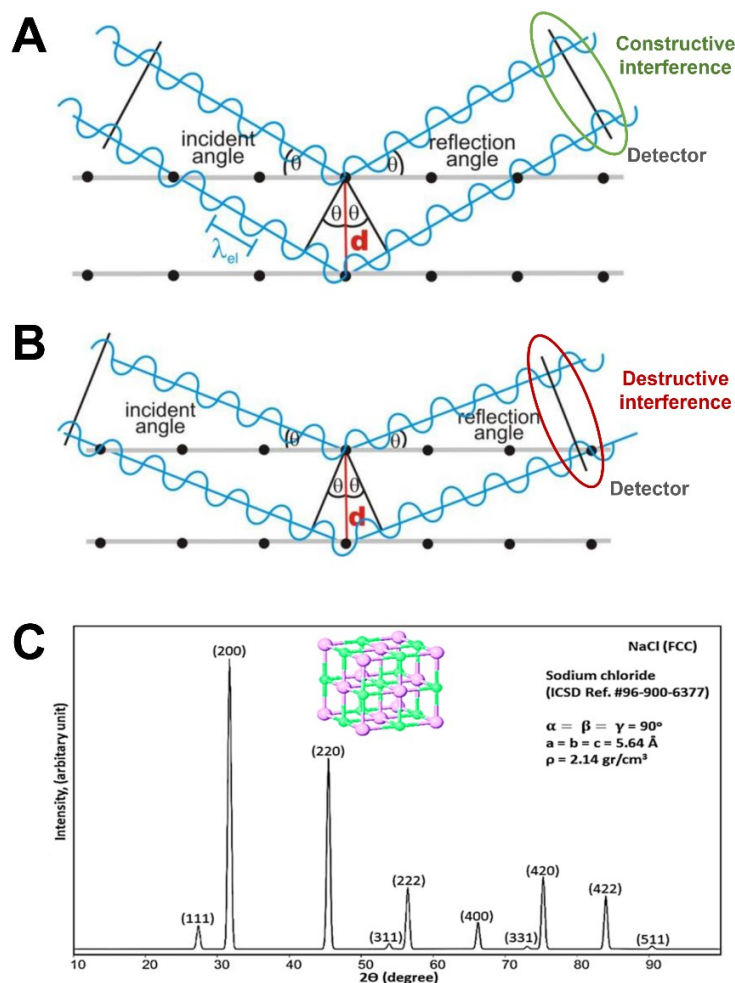 A
Constructive
interference
incident
angle
θ
reflection
angle
θ
Detector
θ θ
d
λel
B
Destructive
interference
incident
angle
θ
reflection
angle
θ
Detector
θ θ
d
C
(200)
NaCl (FCC)
Sodium chloride
(ICSD Ref. #96-900-6377)
α = β = γ = 90°
a = b = c = 5.64 Å
ρ = 2.14 gr/cm³
(220)
(111)
(311)
(222)
(400)
(331)
(420)
(422)
(511)
Intensity, (arbitary unit)
10 20 30 40 50 60 70 80 90
2Θ (degree)